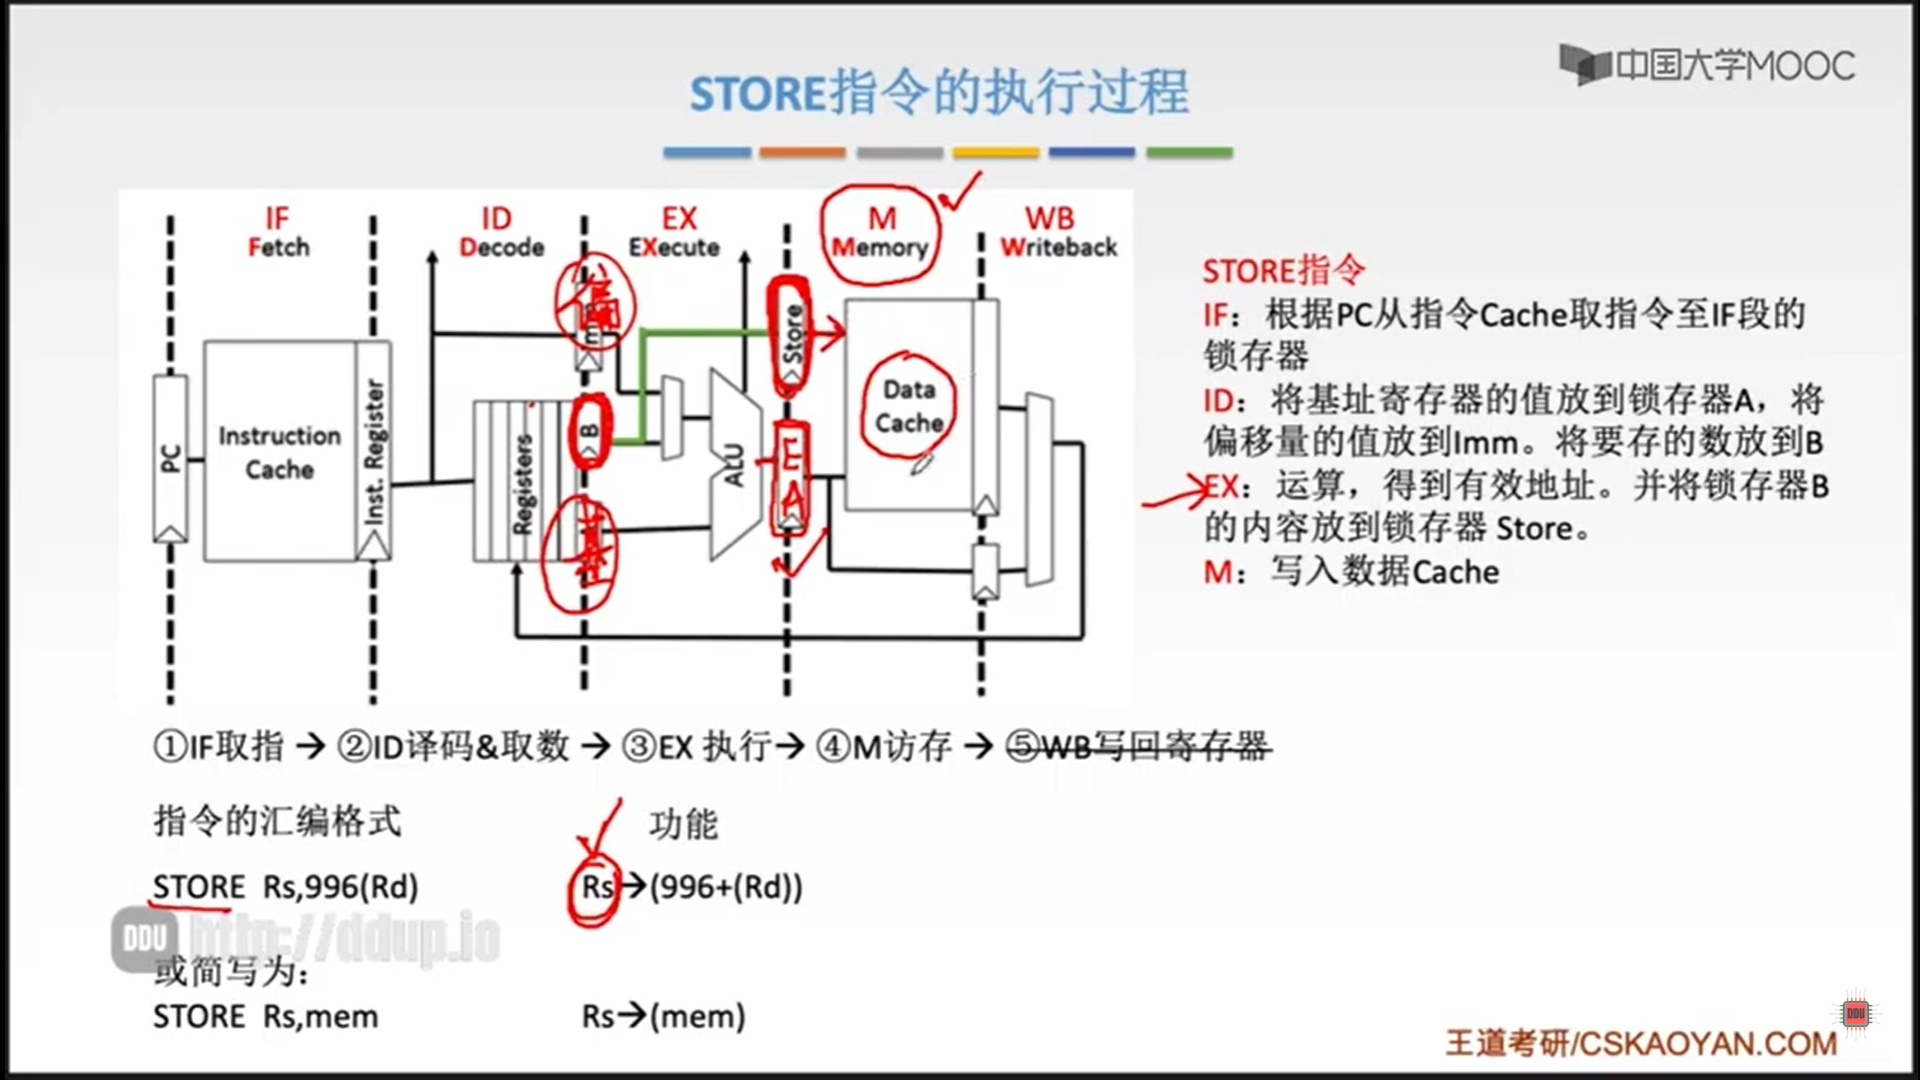 STORE指令的执行过程
中国大学MOOC
IF
Fetch
ID
Decode
EX
EXecute
M
Memory
WB
Writeback
PC
Instruction
Cache
Inst. Register
Registers
偏
B
基
ALU
Store
EA
Data
Cache
STORE指令
IF：根据PC从指令Cache取指令至IF段的
锁存器
ID：将基址寄存器的值放到锁存器A，将
偏移量的值放到Imm。将要存的数放到B
EX：运算，得到有效地址。并将锁存器B
的内容放到锁存器 Store。
M：写入数据Cache
①IF取指 → ②ID译码&取数 → ③EX 执行→ ④M访存 → ⑤WB写回寄存器
指令的汇编格式 功能
STORE Rs,996(Rd) Rs→(996+(Rd))
DDU http://ddup.io
或简写为：
STORE Rs,mem Rs→(mem)
DDU
王道考研/CSKAOYAN.COM